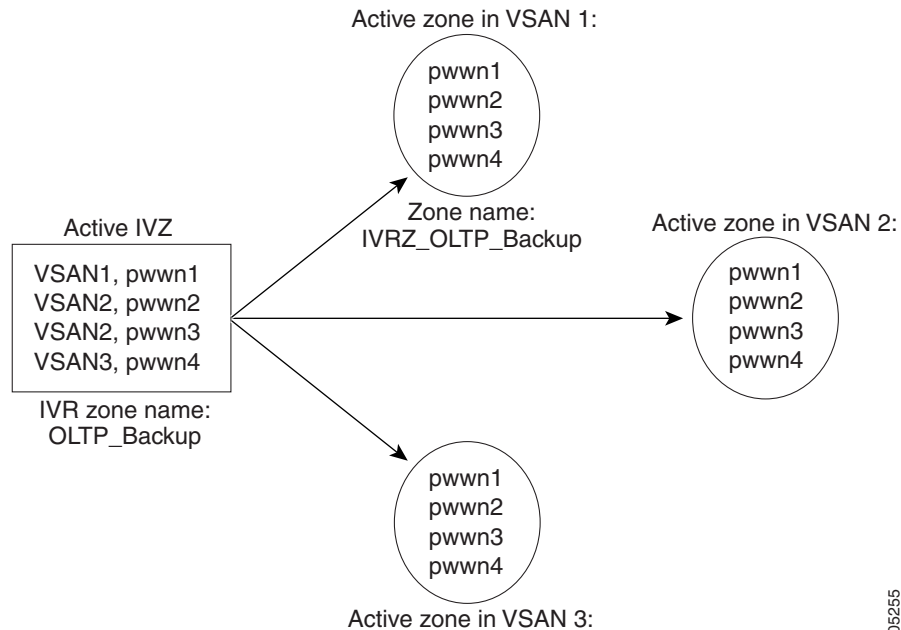 Active zone in VSAN 1:
pwwn1
pwwn2
pwwn3
pwwn4
Zone name:
IVRZ_OLTP_Backup
Active IVZ
VSAN1, pwwn1
VSAN2, pwwn2
VSAN2, pwwn3
VSAN3, pwwn4
IVR zone name:
OLTP_Backup
Active zone in VSAN 2:
pwwn1
pwwn2
pwwn3
pwwn4
pwwn1
pwwn2
pwwn3
pwwn4
Active zone in VSAN 3: